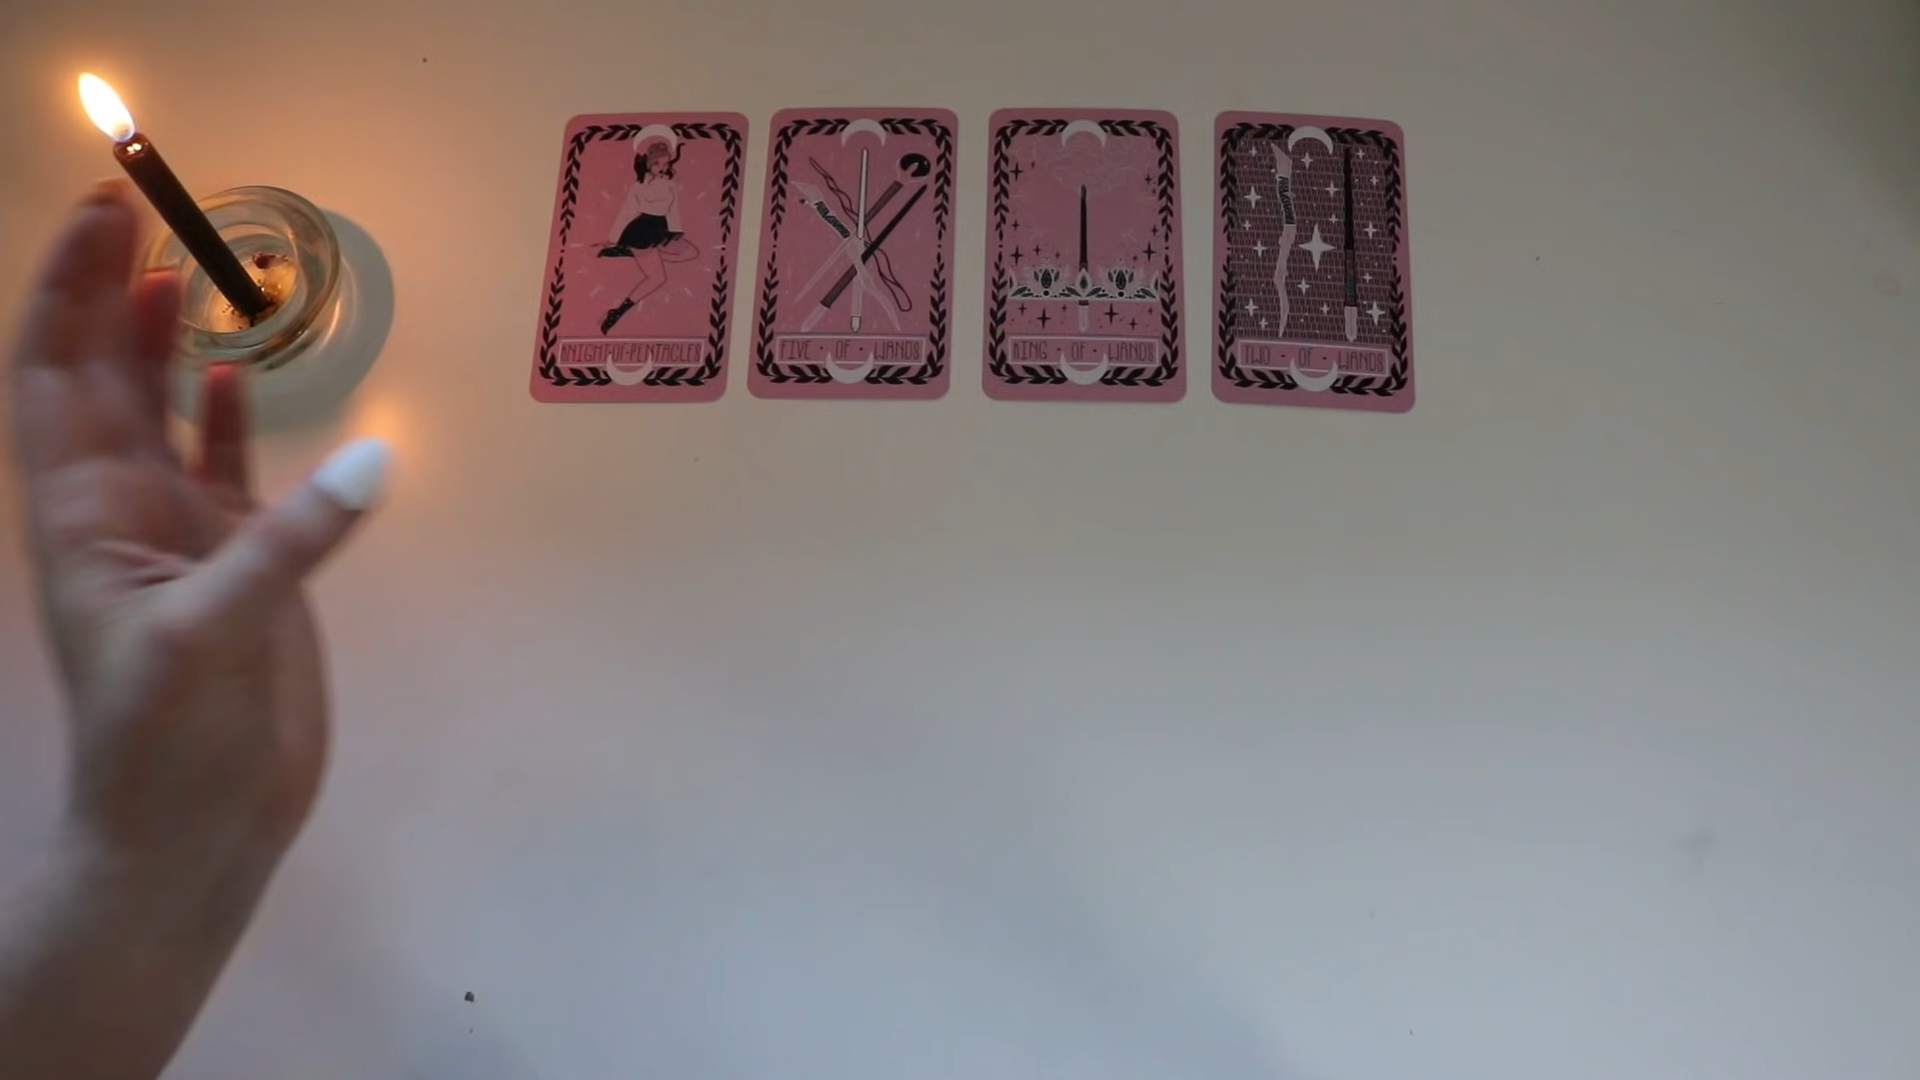 KNIGHT·OF·PENTACLES
FIVE · OF · WANDS
KING · OF · WANDS
TWO · OF · WANDS